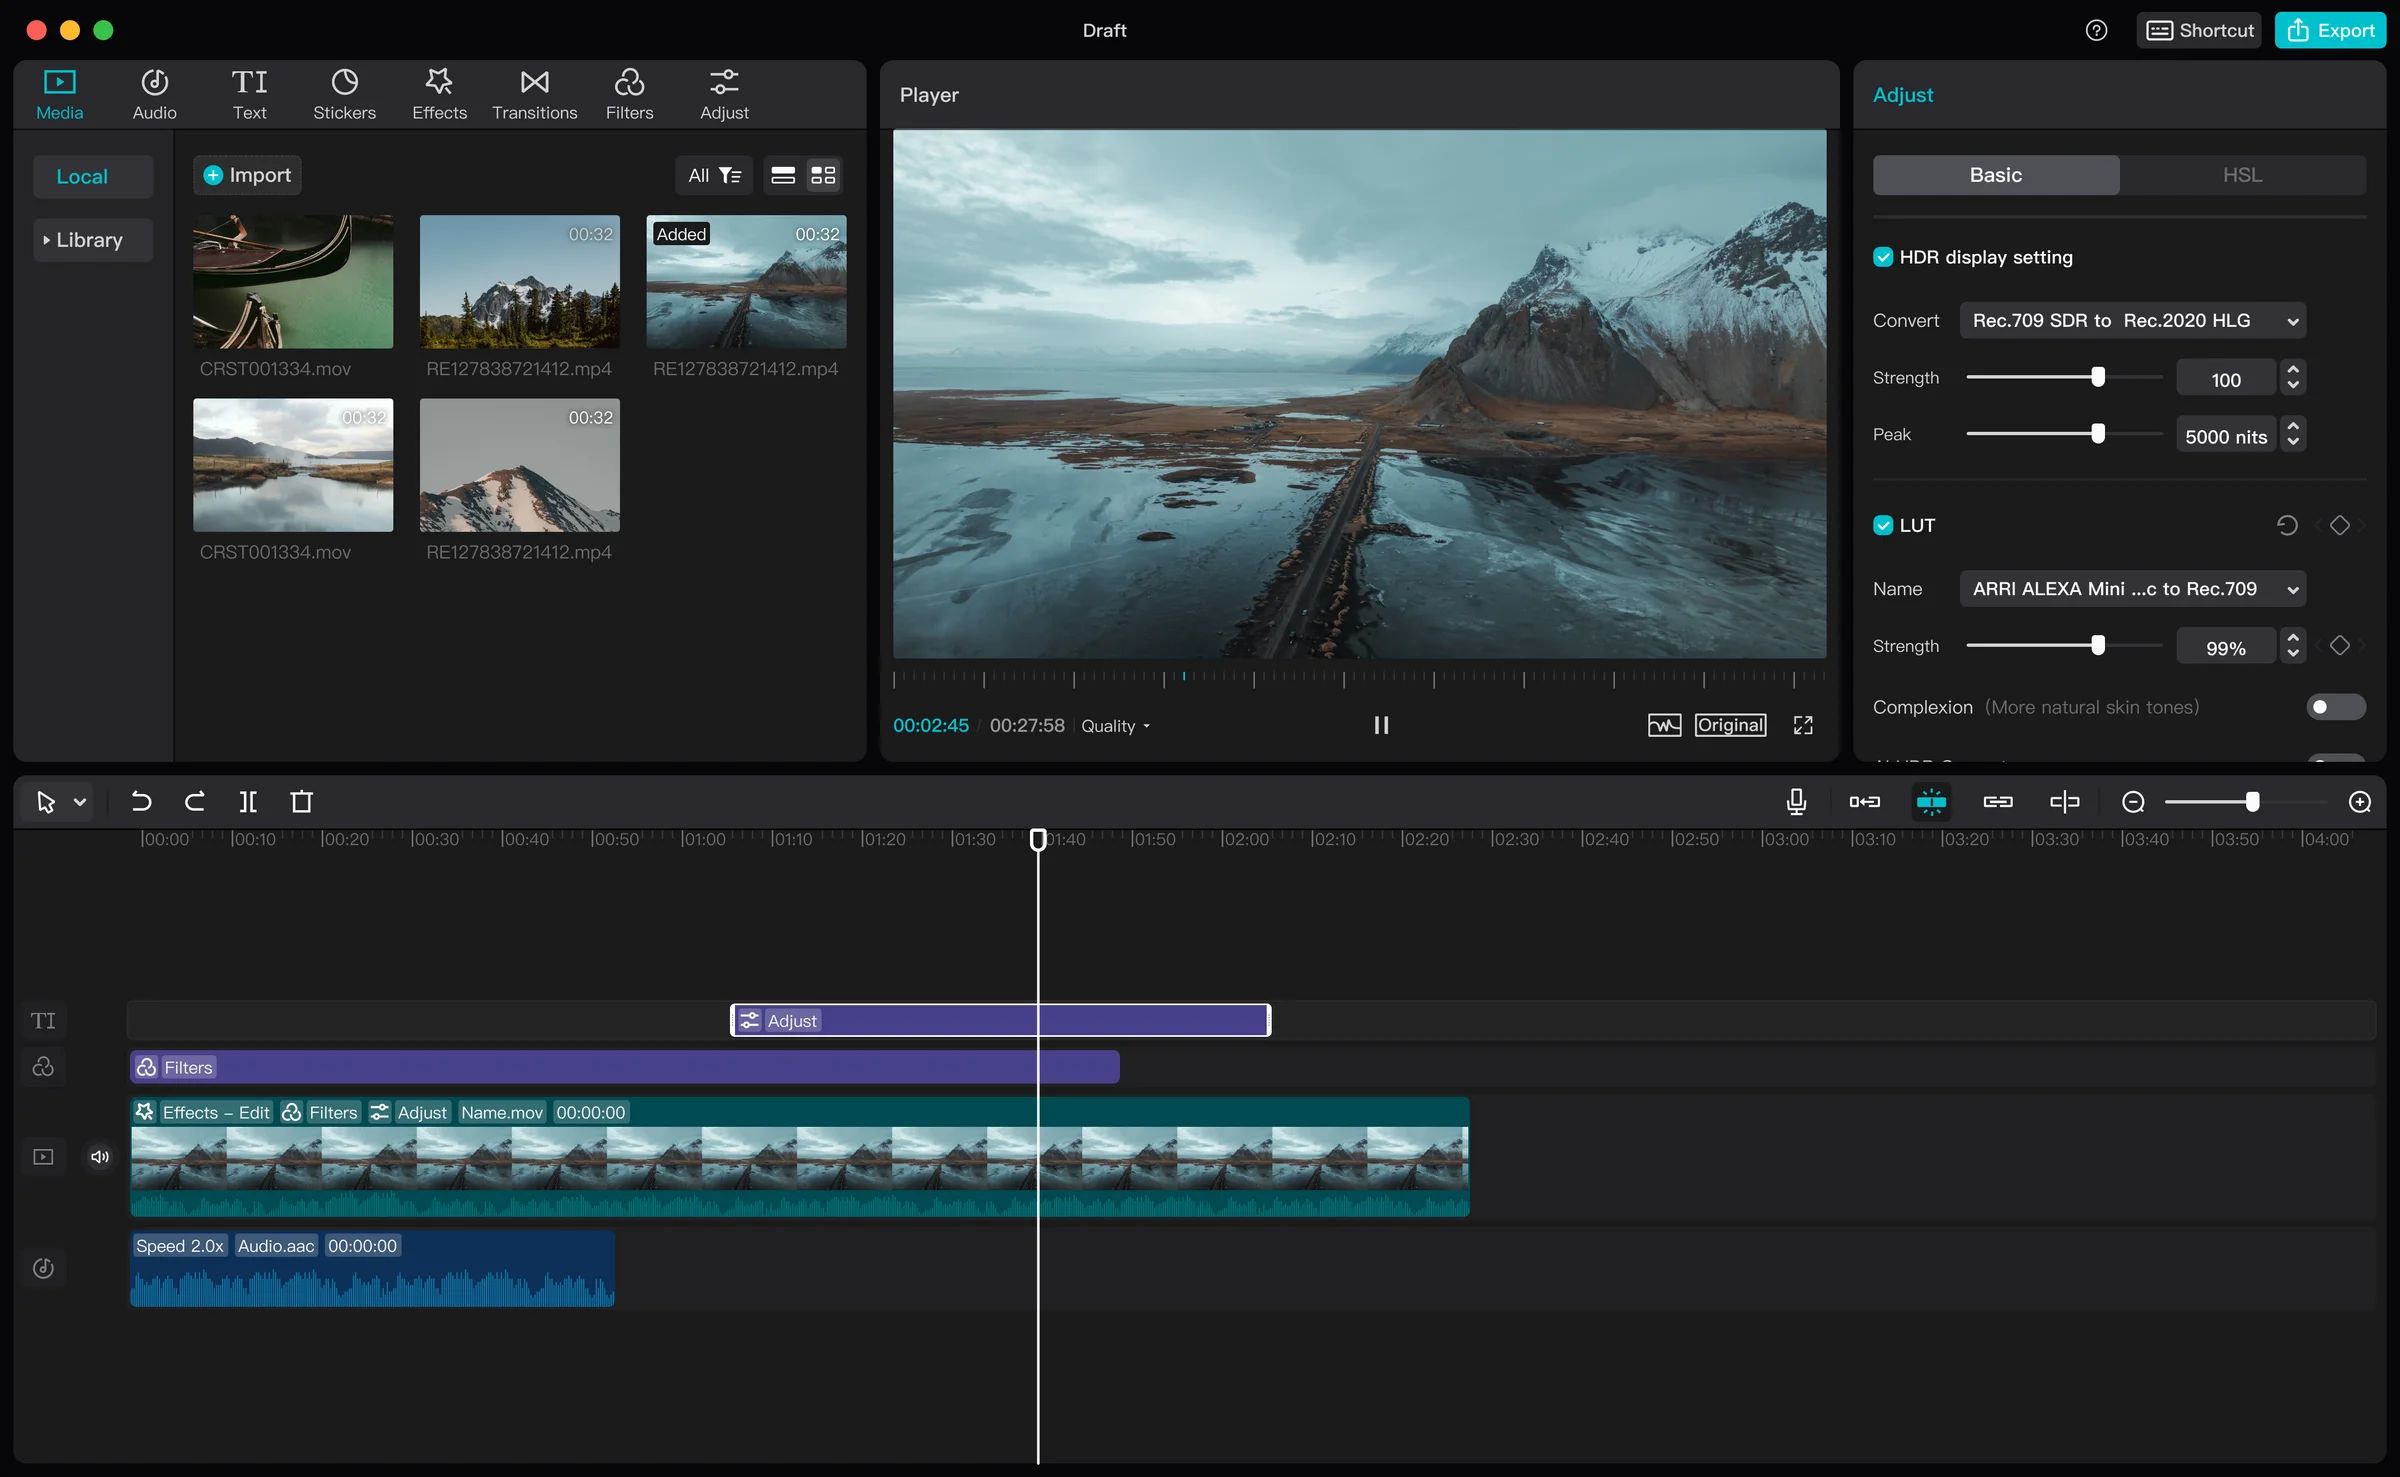 Draft
Shortcut
Export
Media
Audio
TI
Text
Stickers
Effects
Transitions
Filters
Adjust
Local
Library
Import
All
00:32
Added
00:32
CRST001334.mov
RE127838721412.mp4
RE127838721412.mp4
00:32
00:32
CRST001334.mov
RE127838721412.mp4
Player
00:02:45 / 00:27:58
Quality
Original
Adjust
Basic
HSL
HDR display setting
Convert
Rec.709 SDR to Rec.2020 HLG
Strength
100
Peak
5000 nits
LUT
Name
ARRI ALEXA Mini ...c to Rec.709
Strength
99%
Complexion (More natural skin tones)
00:00 00:10 00:20 00:30 00:40 00:50 01:00 01:10 01:20 01:30 01:40 01:50 02:00 02:10 02:20 02:30 02:40 02:50 03:00 03:10 03:20 03:30 03:40 03:50 04:00
TI
Adjust
Filters
Effects – Edit Filters Adjust Name.mov 00:00:00
Speed 2.0x Audio.aac 00:00:00